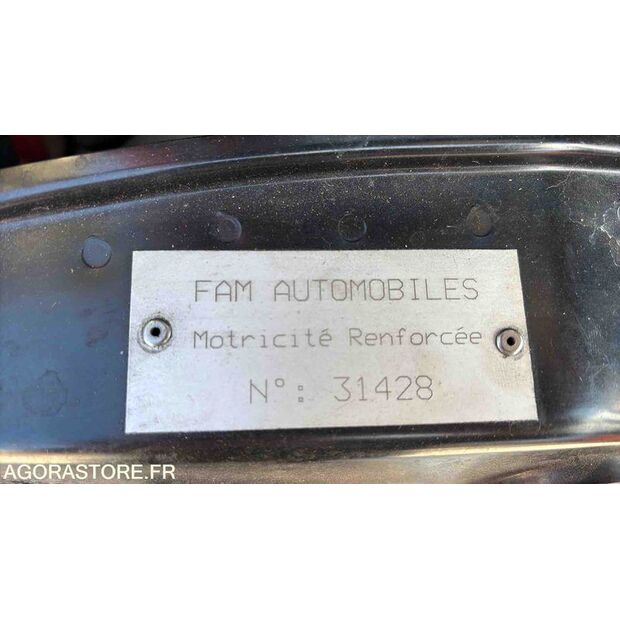 FAM AUTOMOBILES
Motricité Renforcée
N°: 31428
AGORASTORE.FR